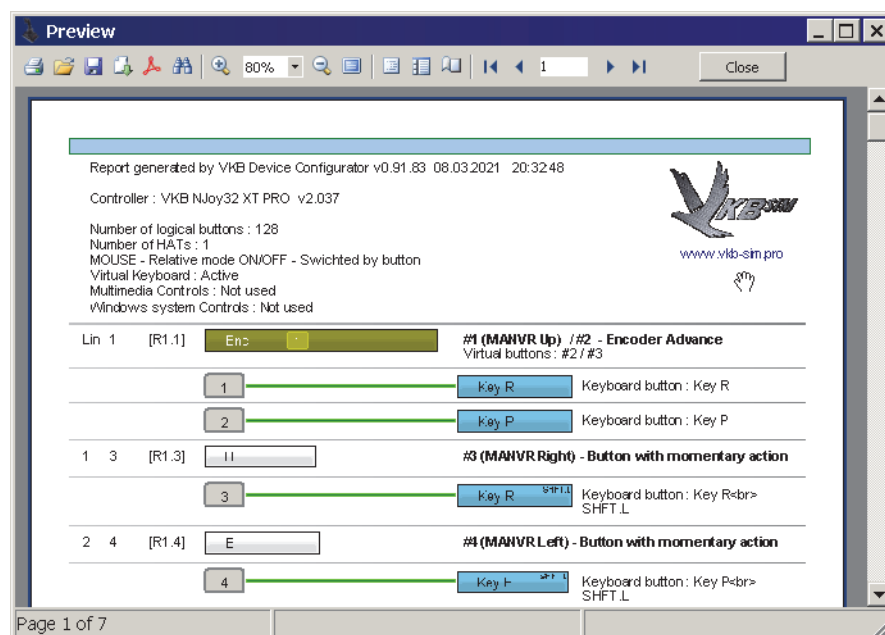 Preview
80%
1
Close
Report generated by VKB Device Configurator v0.91.83 08.03.2021 20:32:48
Controller : VKB NJoy32 XT PRO v2.037
Number of logical buttons : 128
Number of HATs : 1
MOUSE - Relative mode ON/OFF - Swichted by button
Virtual Keyboard : Active
Multimedia Controls : Not used
Windows system Controls : Not used
VKBSIM
www.vkb-sim.pro
Lin 1 [R1.1] Enc 1 #1 (MANVR Up) / #2 - Encoder Advance
Virtual buttons : #2 / #3
1 Key R Keyboard button : Key R
2 Key P Keyboard button : Key P
1 3 [R1.3] #3 (MANVR Right) - Button with momentary action
3 Key R SHFT.L Keyboard button : Key R<br>
SHFT.L
2 4 [R1.4] #4 (MANVR Left) - Button with momentary action
4 Key Keyboard button : Key P<br>
SHFT.L
Page 1 of 7